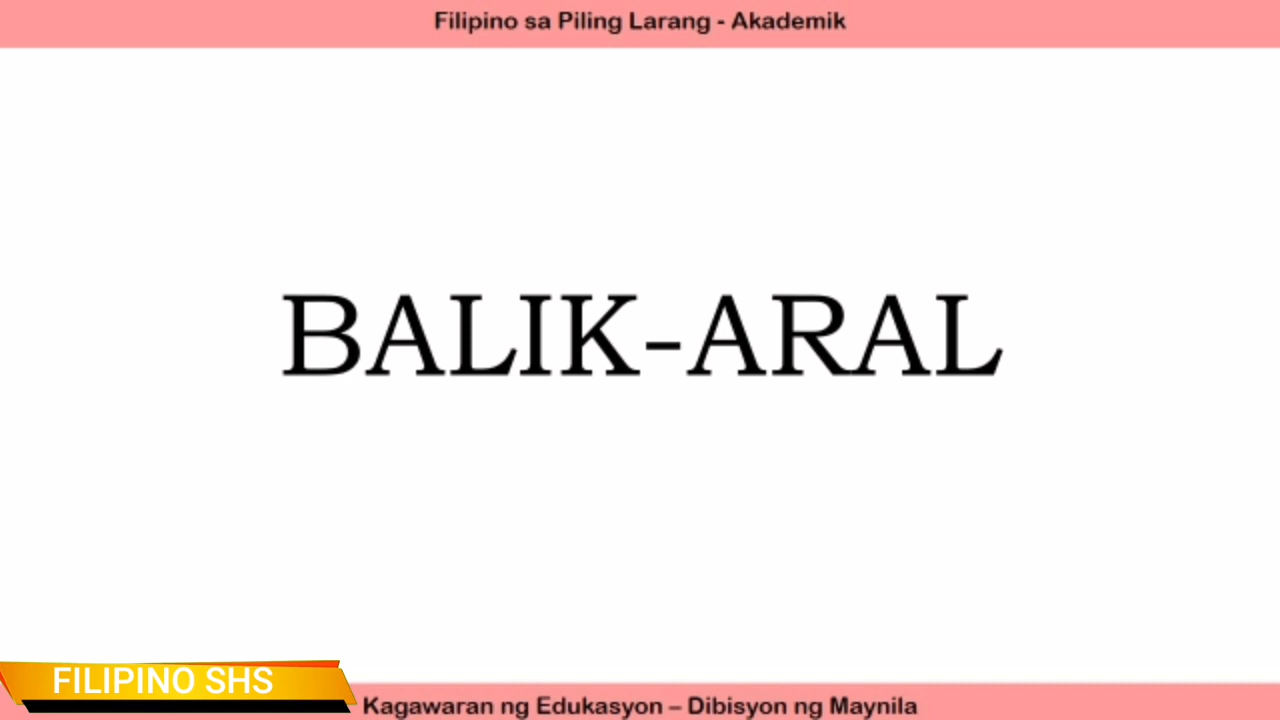 Filipino sa Piling Larang - Akademik
BALIK-ARAL
FILIPINO SHS
Kagawaran ng Edukasyon – Dibisyon ng Maynila